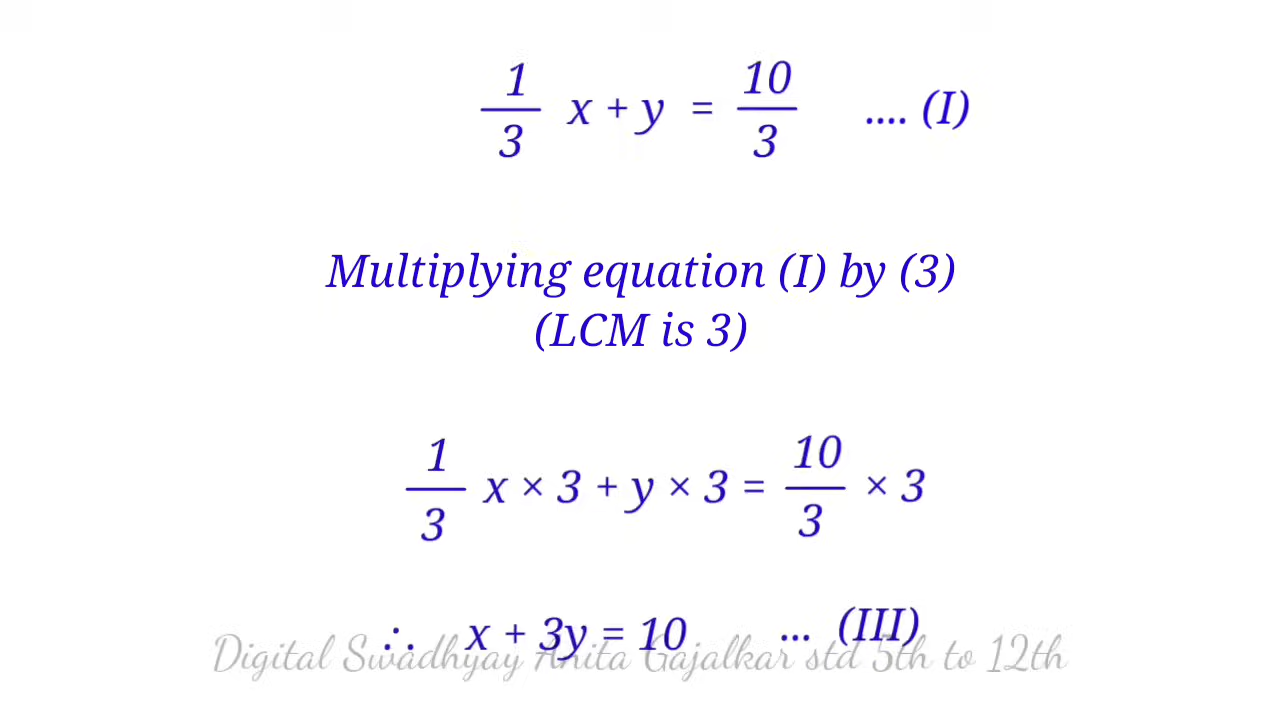 1/3 x + y = 10/3 .... (I)
Multiplying equation (I) by (3)
(LCM is 3)
1/3 x × 3 + y × 3 = 10/3 × 3
∴ x + 3y = 10 ... (III)
Digital Swadhyay Anita Gajalkar std 5th to 12th